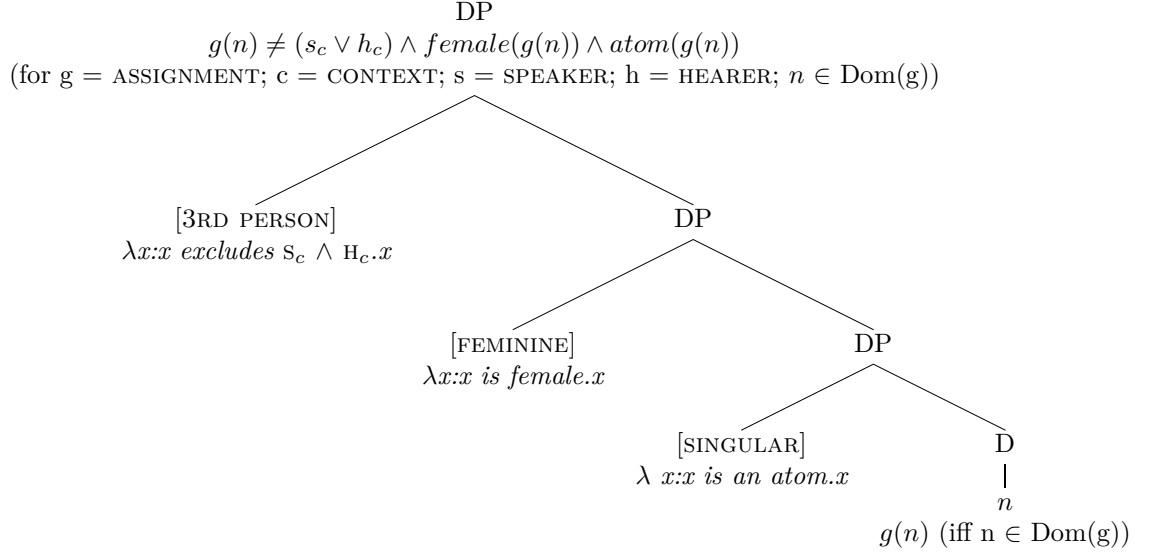 DP
g(n) ≠ (s_c ∨ h_c) ∧ female(g(n)) ∧ atom(g(n))
(for g = ASSIGNMENT; c = CONTEXT; s = SPEAKER; h = HEARER; n ∈ Dom(g))
[3RD PERSON]
λx:x excludes S_c ∧ H_c.x
DP
[FEMININE]
λx:x is female.x
DP
[SINGULAR]
λ x:x is an atom.x
D
n
g(n) (iff n ∈ Dom(g))